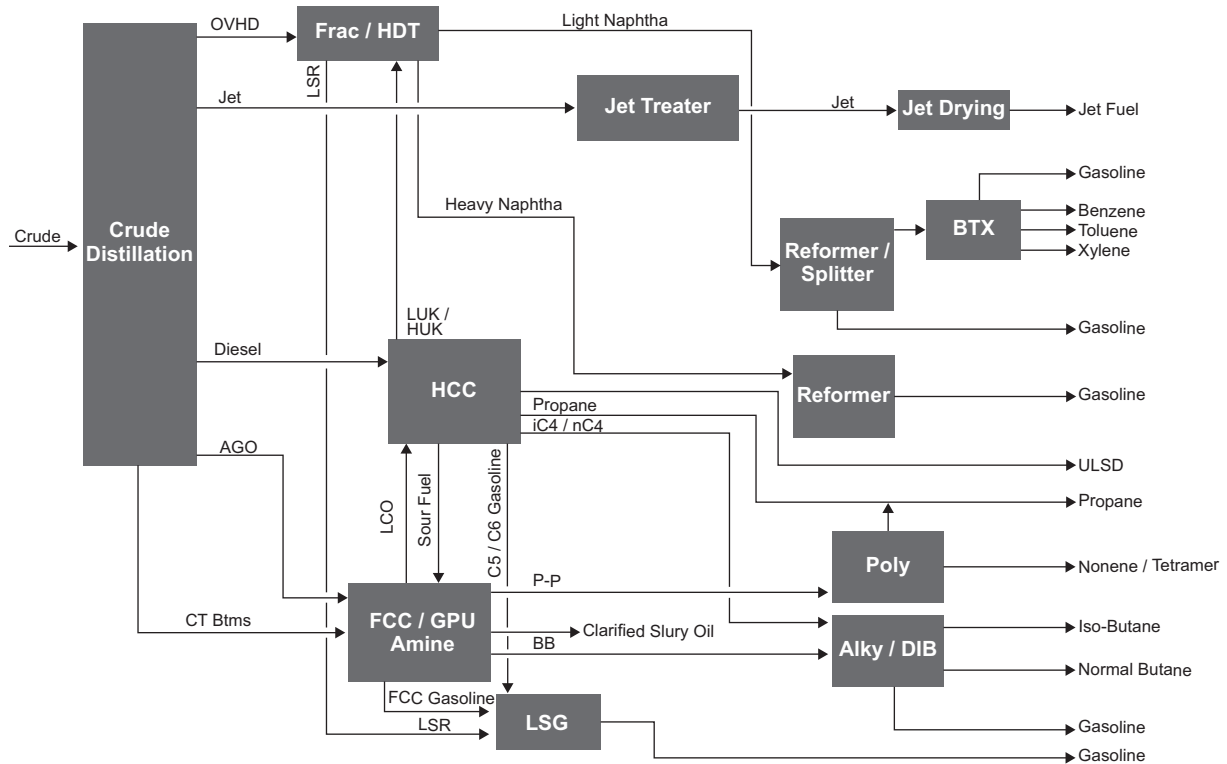 OVHD
Frac / HDT
Light Naphtha
LSR
Jet
Jet Treater
Jet
Jet Drying
Jet Fuel
Gasoline
Heavy Naphtha
Benzene
BTX
Toluene
Xylene
Crude
Crude
Distillation
Reformer /
Splitter
LUK /
HUK
Gasoline
Diesel
HCC
Reformer
Gasoline
Propane
iC4 / nC4
AGO
ULSD
LCO
Sour Fuel
C5 / C6 Gasoline
Propane
Poly
Nonene / Tetramer
P-P
CT Btms
FCC / GPU
Amine
Clarified Slury Oil
BB
Iso-Butane
Alky / DIB
Normal Butane
FCC Gasoline
LSR
LSG
Gasoline
Gasoline